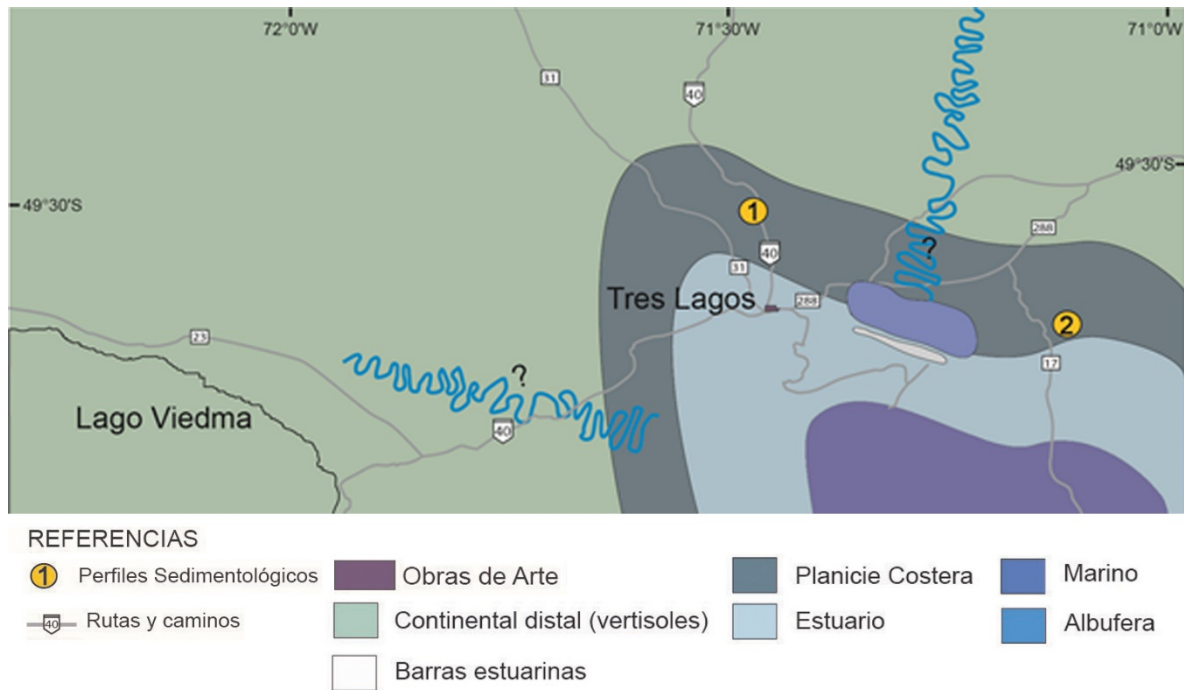 72°0'W
71°30'W
71°0'W
31
40
49°30'S
49°30'S
1
288
?
31
40
Tres Lagos
288
2
23
17
?
Lago Viedma
40
REFERENCIAS
1 Perfiles Sedimentológicos
Obras de Arte
Planicie Costera
Marino
40 Rutas y caminos
Continental distal (vertisoles)
Estuario
Albufera
Barras estuarinas